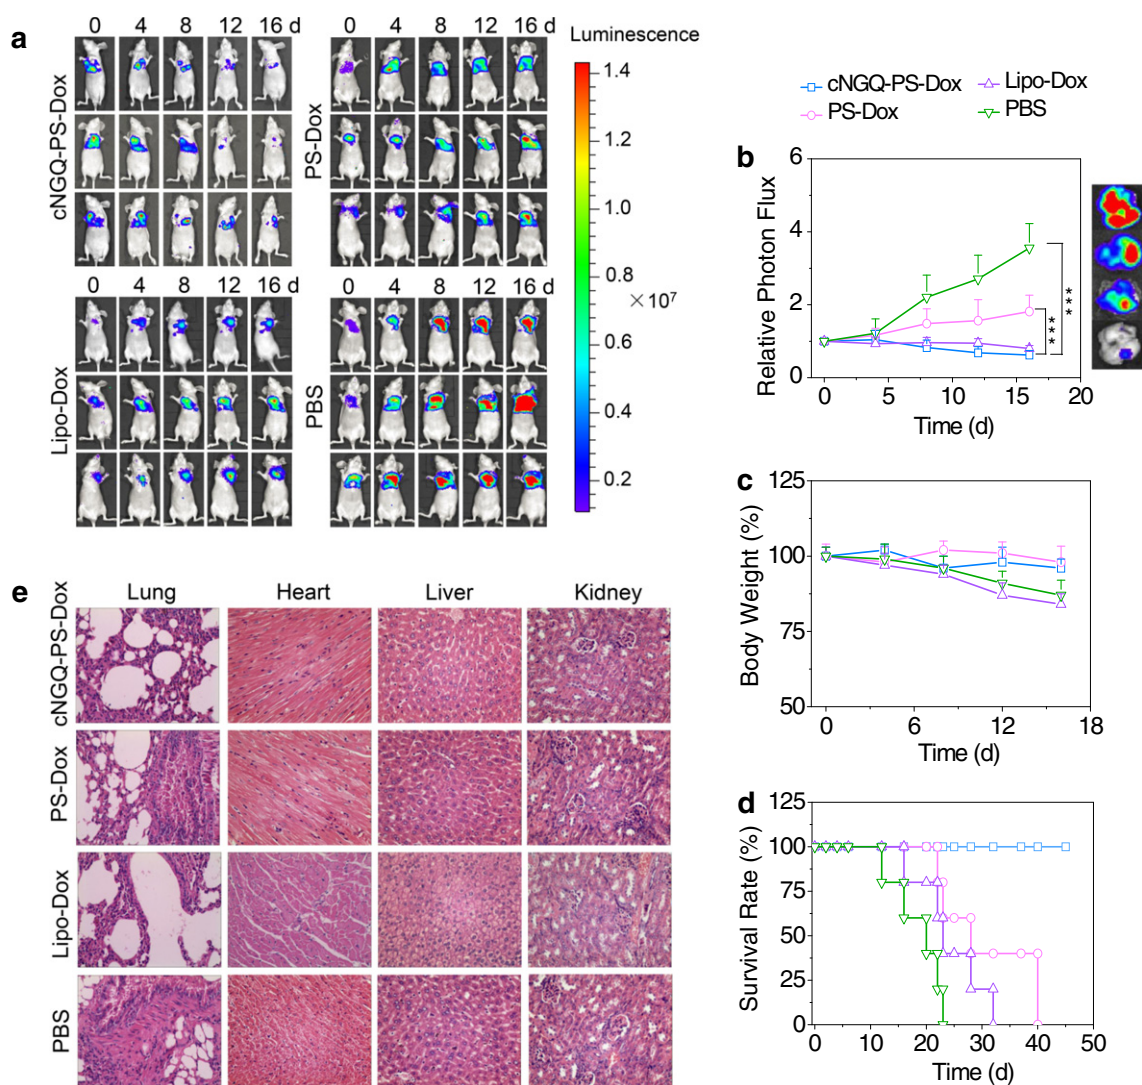 a
0 4 8 12 16 d
0 4 8 12 16 d
Luminescence
cNGQ-PS-Dox
PS-Dox
1.4
1.2
1.0
0.8
×10⁷
0.6
0.4
0.2
0 4 8 12 16 d
0 4 8 12 16 d
Lipo-Dox
PBS
cNGQ-PS-Dox
Lipo-Dox
PS-Dox
PBS
b
Relative Photon Flux
6
4
2
0
***
***
0 5 10 15 20
Time (d)
c
Body Weight (%)
125
100
75
50
0 6 12 18
Time (d)
d
Survival Rate (%)
125
100
75
50
25
0
0 10 20 30 40 50
Time (d)
e
Lung Heart Liver Kidney
cNGQ-PS-Dox
PS-Dox
Lipo-Dox
PBS